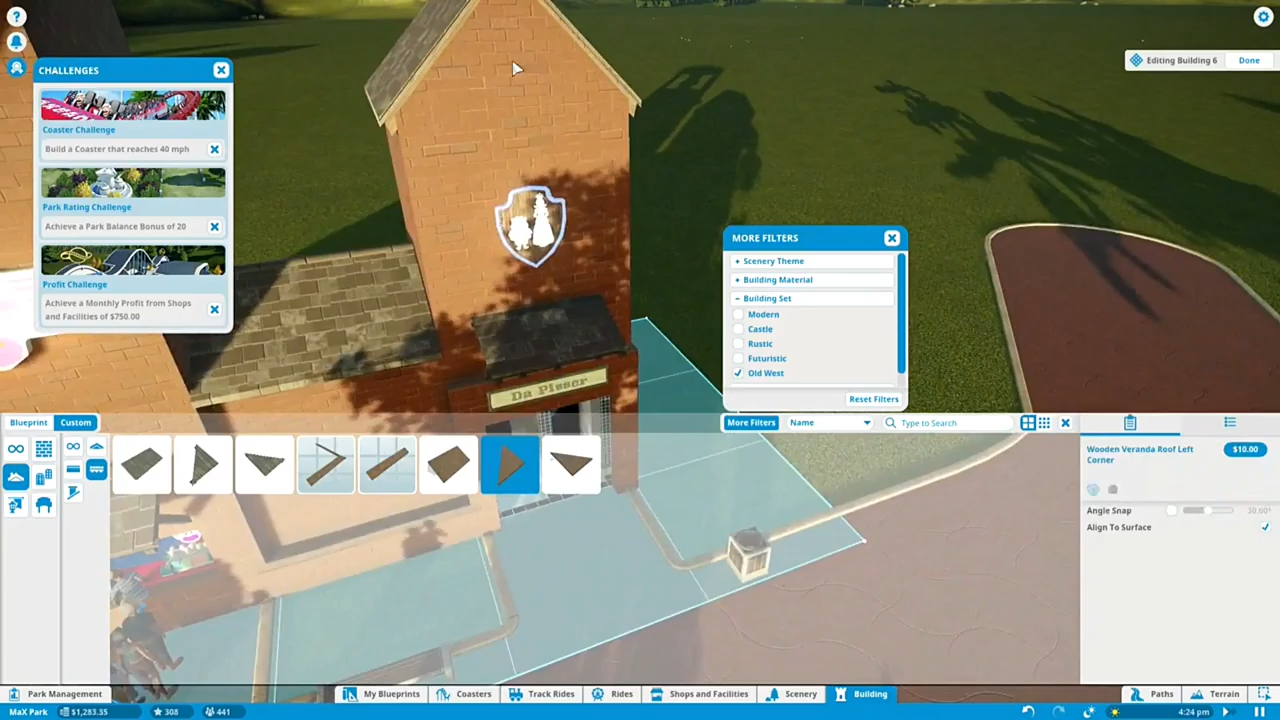 ?
Editing Building 6
Done
CHALLENGES
Coaster Challenge
Build a Coaster that reaches 40 mph
Park Rating Challenge
Achieve a Park Balance Bonus of 20
Profit Challenge
Achieve a Monthly Profit from Shops
and Facilities of $750.00
Da Pissor
MORE FILTERS
+ Scenery Theme
+ Building Material
- Building Set
Modern
Castle
Rustic
Futuristic
Old West
Reset Filters
Blueprint
Custom
More Filters
Name
Type to Search
Wooden Veranda Roof Left
Corner
$10.00
Angle Snap
30.60°
Align To Surface
Park Management
My Blueprints
Coasters
Track Rides
Rides
Shops and Facilities
Scenery
Building
Paths
Terrain
MaX Park
$1,283.35
308
441
4:24 pm